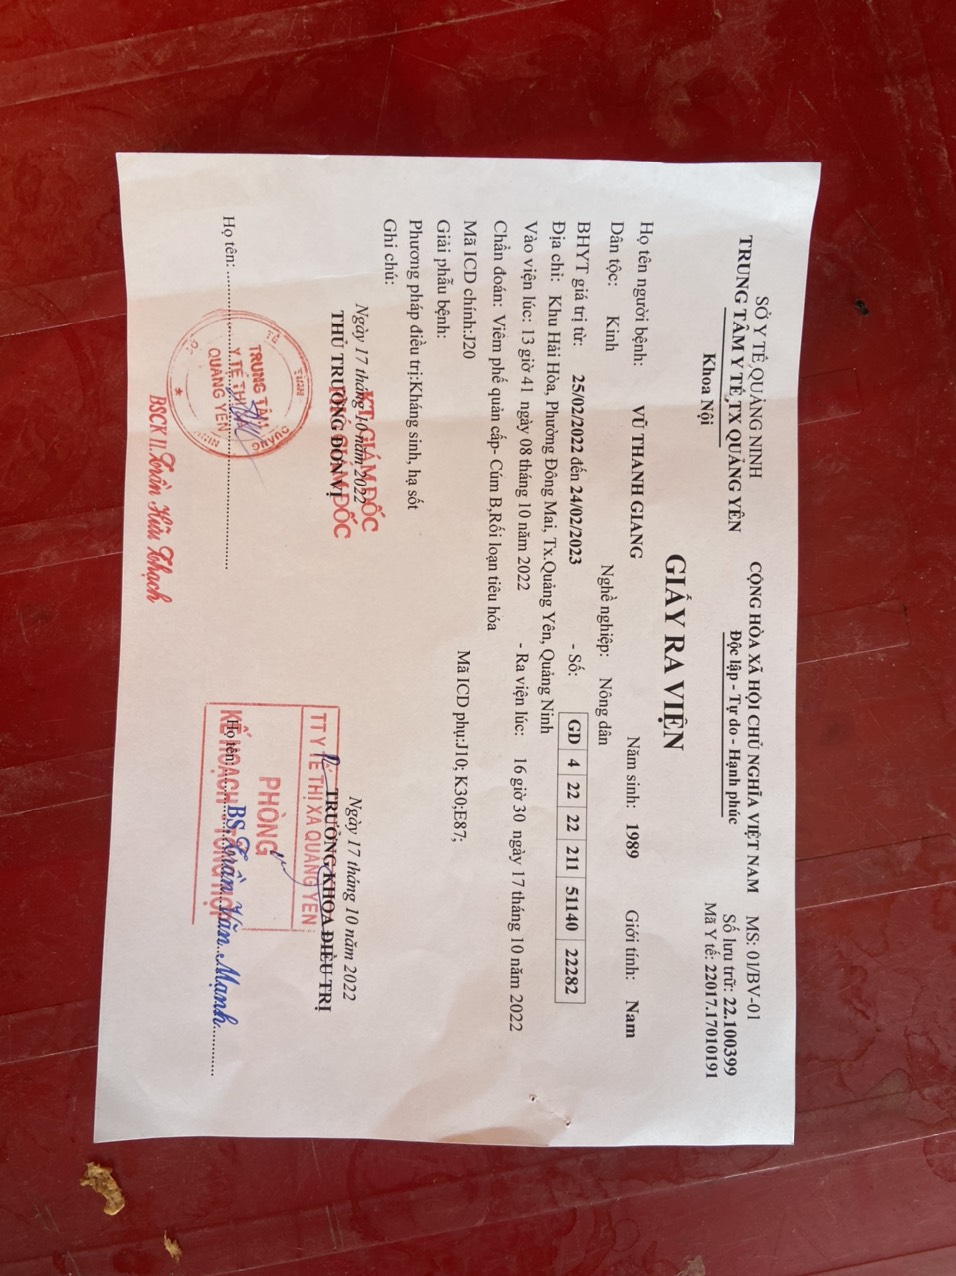 SỞ Y TẾ QUẢNG NINH
TRUNG TÂM Y TẾ TX QUẢNG YÊN
Khoa Nội
CỘNG HÒA XÃ HỘI CHỦ NGHĨA VIỆT NAM
Độc lập - Tự do - Hạnh phúc
MS: 01/BV-01
Số lưu trữ: 22.100399
Mã Y tế: 22017.17010191
GIẤY RA VIỆN
Họ tên người bệnh: VŨ THANH GIANG Năm sinh: 1989 Giới tính: Nam
Dân tộc: Kinh Nghề nghiệp: Nông dân
BHYT giá trị từ: 25/02/2022 đến 24/02/2023 - Số: GD 4 22 22 211 51140 22282
Địa chỉ: Khu Hải Hòa, Phường Đông Mai, Tx.Quảng Yên, Quảng Ninh
Vào viện lúc: 13 giờ 41 ngày 08 tháng 10 năm 2022 - Ra viện lúc: 16 giờ 30 ngày 17 tháng 10 năm 2022
Chẩn đoán: Viêm phế quản cấp- Cúm B,Rối loạn tiêu hóa
Mã ICD chính:J20 Mã ICD phụ:J10; K30;E87;
Giải phẫu bệnh:
Phương pháp điều trị:Kháng sinh, hạ sốt
Ghi chú:
Ngày 17 tháng 10 năm 2022
THỦ TRƯỞNG ĐƠN VỊ
KT. GIÁM ĐỐC
PHÓ GIÁM ĐỐC
TRUNG TÂM
Y TẾ THỊ XÃ
QUẢNG YÊN
Họ tên:
BSCK II. Trần Hữu Thạch
Ngày 17 tháng 10 năm 2022
TRƯỞNG KHOA ĐIỀU TRỊ
TT Y TẾ THỊ XÃ QUẢNG YÊN
PHÒNG
KẾ HOẠCH TỔNG HỢP
Họ tên: BS. Trần Văn Mạnh